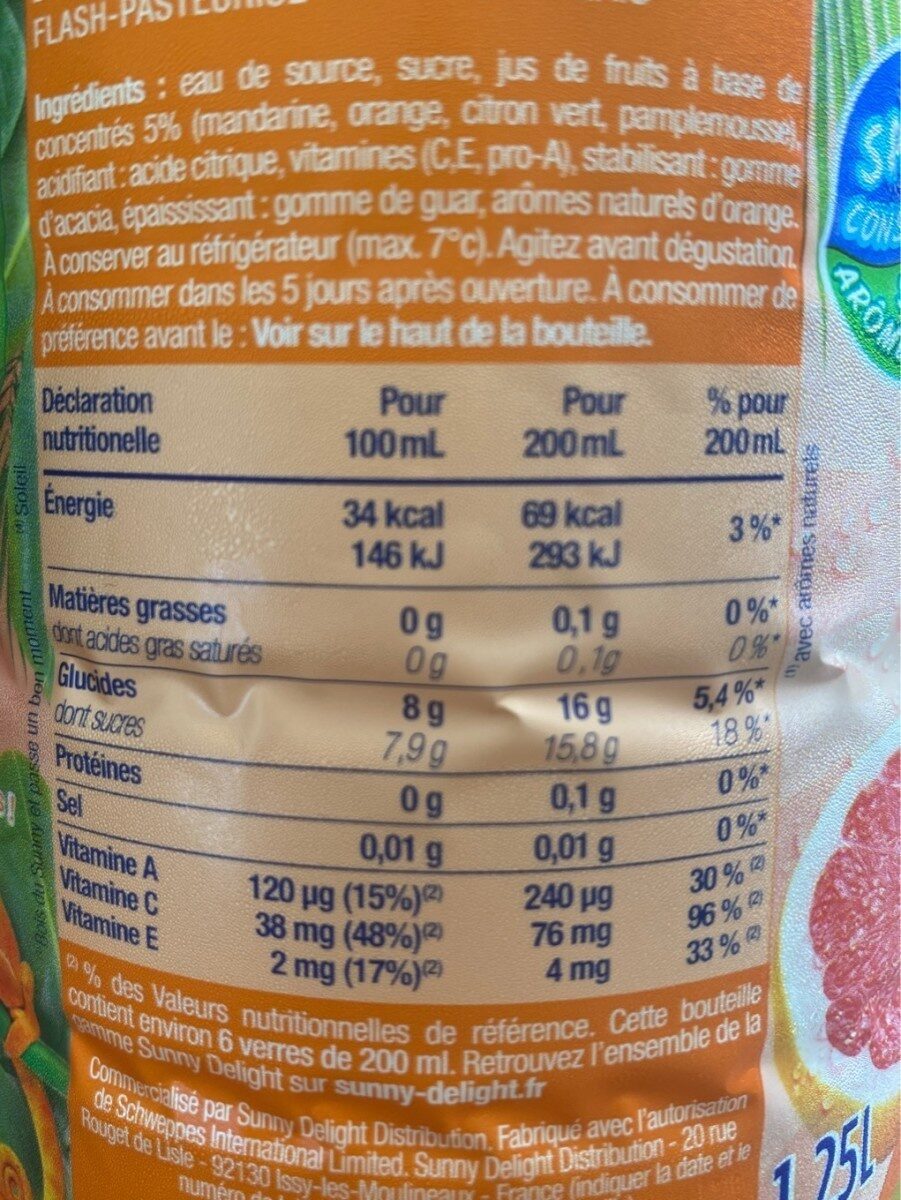 FLASH-PASTEURISÉ
Ingrédients : eau de source, sucre, jus de fruits à base de
concentrés 5% (mandarine, orange, citron vert, pamplemousse),
acidifiant : acide citrique, vitamines (C,E, pro-A), stabilisant : gomme
d'acacia, épaississant : gomme de guar, arômes naturels d'orange.
À conserver au réfrigérateur (max. 7°c). Agitez avant dégustation.
À consommer dans les 5 jours après ouverture. À consommer de
préférence avant le : Voir sur le haut de la bouteille.
Déclaration nutritionelle Pour 100 mL Pour 200 mL % pour 200 mL
Énergie 34 kcal 69 kcal 3 %*
146 kJ 293 kJ
Matières grasses 0 g 0,1 g 0 %*
dont acides gras saturés 0 g 0,1g 0 %*
Glucides 8 g 16 g 5,4 %*
dont sucres 7,9 g 15,8 g 18 %*
Protéines 0 g 0,1 g 0 %*
Sel 0,01 g 0,01 g 0 %*
Vitamine A 120 µg (15%)(2) 240 µg 30 % (2)
Vitamine C 38 mg (48%)(2) 76 mg 96 % (2)
Vitamine E 2 mg (17%)(2) 4 mg 33 % (2)
(2) % des Valeurs nutritionnelles de référence. Cette bouteille
contient environ 6 verres de 200 ml. Retrouvez l'ensemble de la
gamme Sunny Delight sur sunny-delight.fr
Commercialisé par Sunny Delight Distribution. Fabriqué avec l'autorisation
de Schweppes International Limited. Sunny Delight Distribution - 20 rue
Rouget de Lisle - 92130 Issy-les-Moulineaux - France (indiquer la date et le
numéro
du Sunny et passe un bon moment
Soleil
(1) avec arômes naturels
1,25L